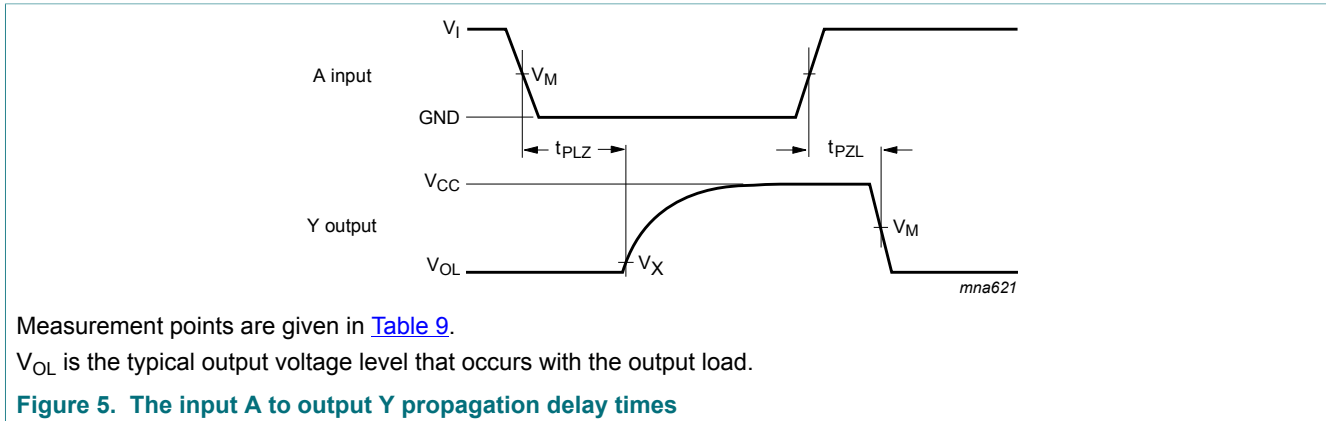 V_I
A input
V_M
GND
t_PLZ
t_PZL
V_CC
Y output
V_M
V_OL
V_X
mna621
Measurement points are given in Table 9.
V_OL is the typical output voltage level that occurs with the output load.
Figure 5. The input A to output Y propagation delay times